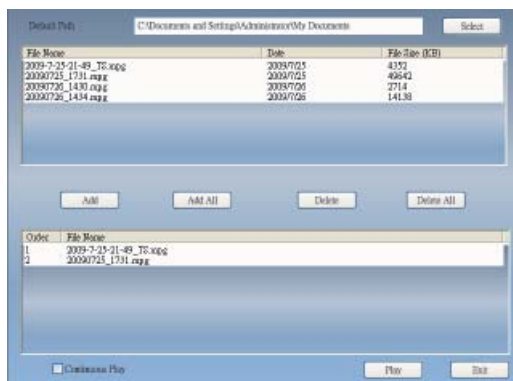 Default Path C:\Documents and Settings\Administrator\My Documents Select
File Name Date File Size (KB)
2009-7-25-21-49_TS.mpg 2009/7/25 4352
20090725_1731.mpg 2009/7/25 49642
20090726_1430.mpg 2009/7/26 2714
20090726_1434.mpg 2009/7/26 14138
Add Add All Delete Delete All
Order File Name
1 2009-7-25-21-49_TS.mpg
2 20090725_1731.mpg
Continuous Play Play Exit